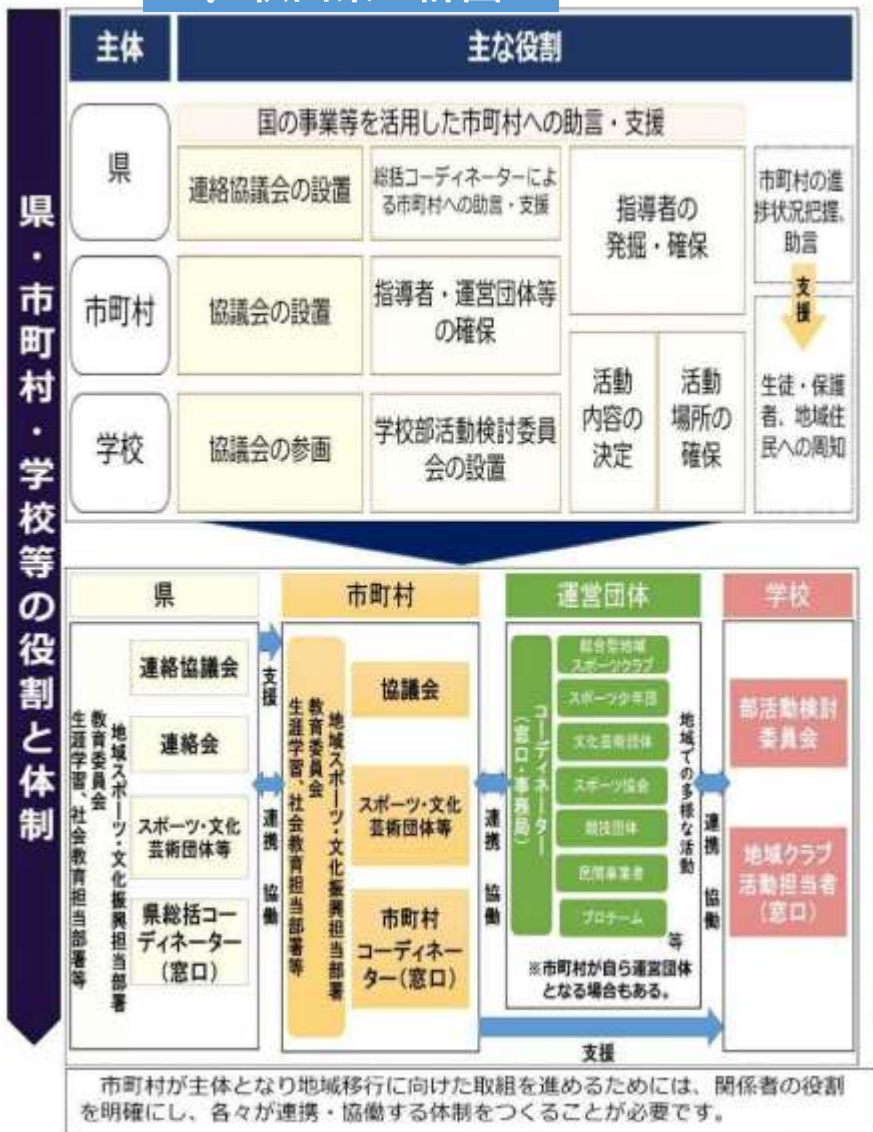 県・市町村・学校等の役割と体制
主体
主な役割
県
国の事業等を活用した市町村への助言・支援
連絡協議会の設置
総括コーディネーターによ
る市町村への助言・支援
指導者の
発掘・確保
市町村の進
捗状況把握、
助言
支援
市町村
協議会の設置
指導者・運営団体等
の確保
学校
協議会の参画
学校部活動検討委員
会の設置
活動
内容の
決定
活動
場所の
確保
生徒・保護
者、地域住
民への周知
県
市町村
運営団体
学校
地域スポーツ・文化振興担当部署
教育委員会
生涯学習、社会教育担当部署等
連絡協議会
連絡会
スポーツ・文化
芸術団体等
県総括コー
ディネーター
(窓口)
支援
連携 協働
地域スポーツ・文化振興担当部署
教育委員会
生涯学習、社会教育担当部署等
協議会
スポーツ・文化
芸術団体等
市町村
コーディネー
ター(窓口)
連携 協働
コーディネーター
(窓口・事務局)
総合型地域
スポーツクラブ
スポーツ少年団
文化芸術団体
スポーツ協会
競技団体
民間事業者
プロチーム
等
地域での多様な活動
※市町村が自ら運営団体
となる場合もある。
連携 協働
部活動検討
委員会
地域クラブ
活動担当者
(窓口)
支援
市町村が主体となり地域移行に向けた取組を進めるためには、関係者の役割
を明確にし、各々が連携・協働する体制をつくることが必要です。